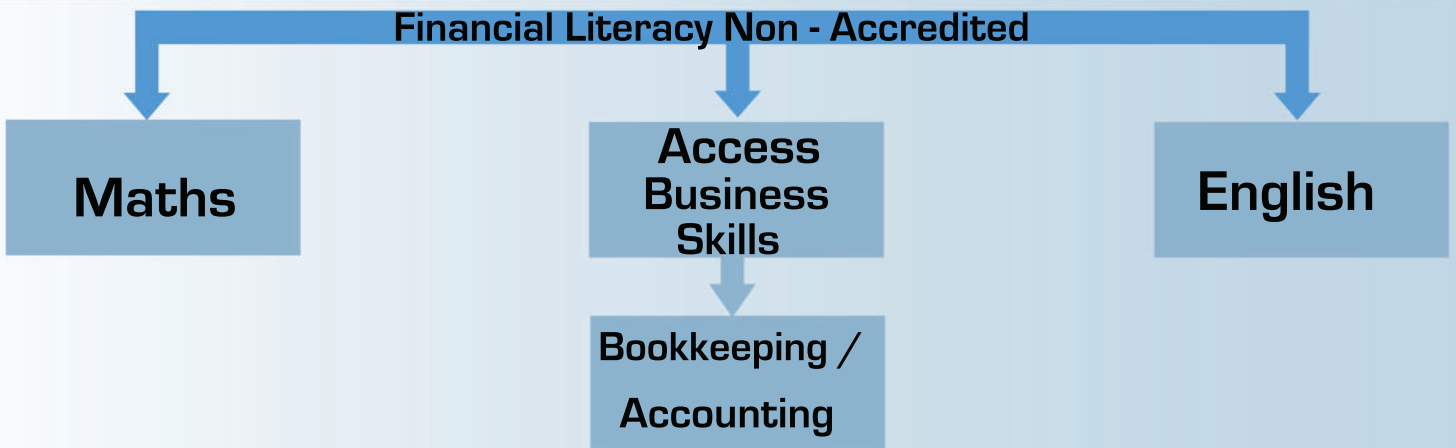 Financial Literacy Non - Accredited
Maths
Access
Business
Skills
English
Bookkeeping /
Accounting